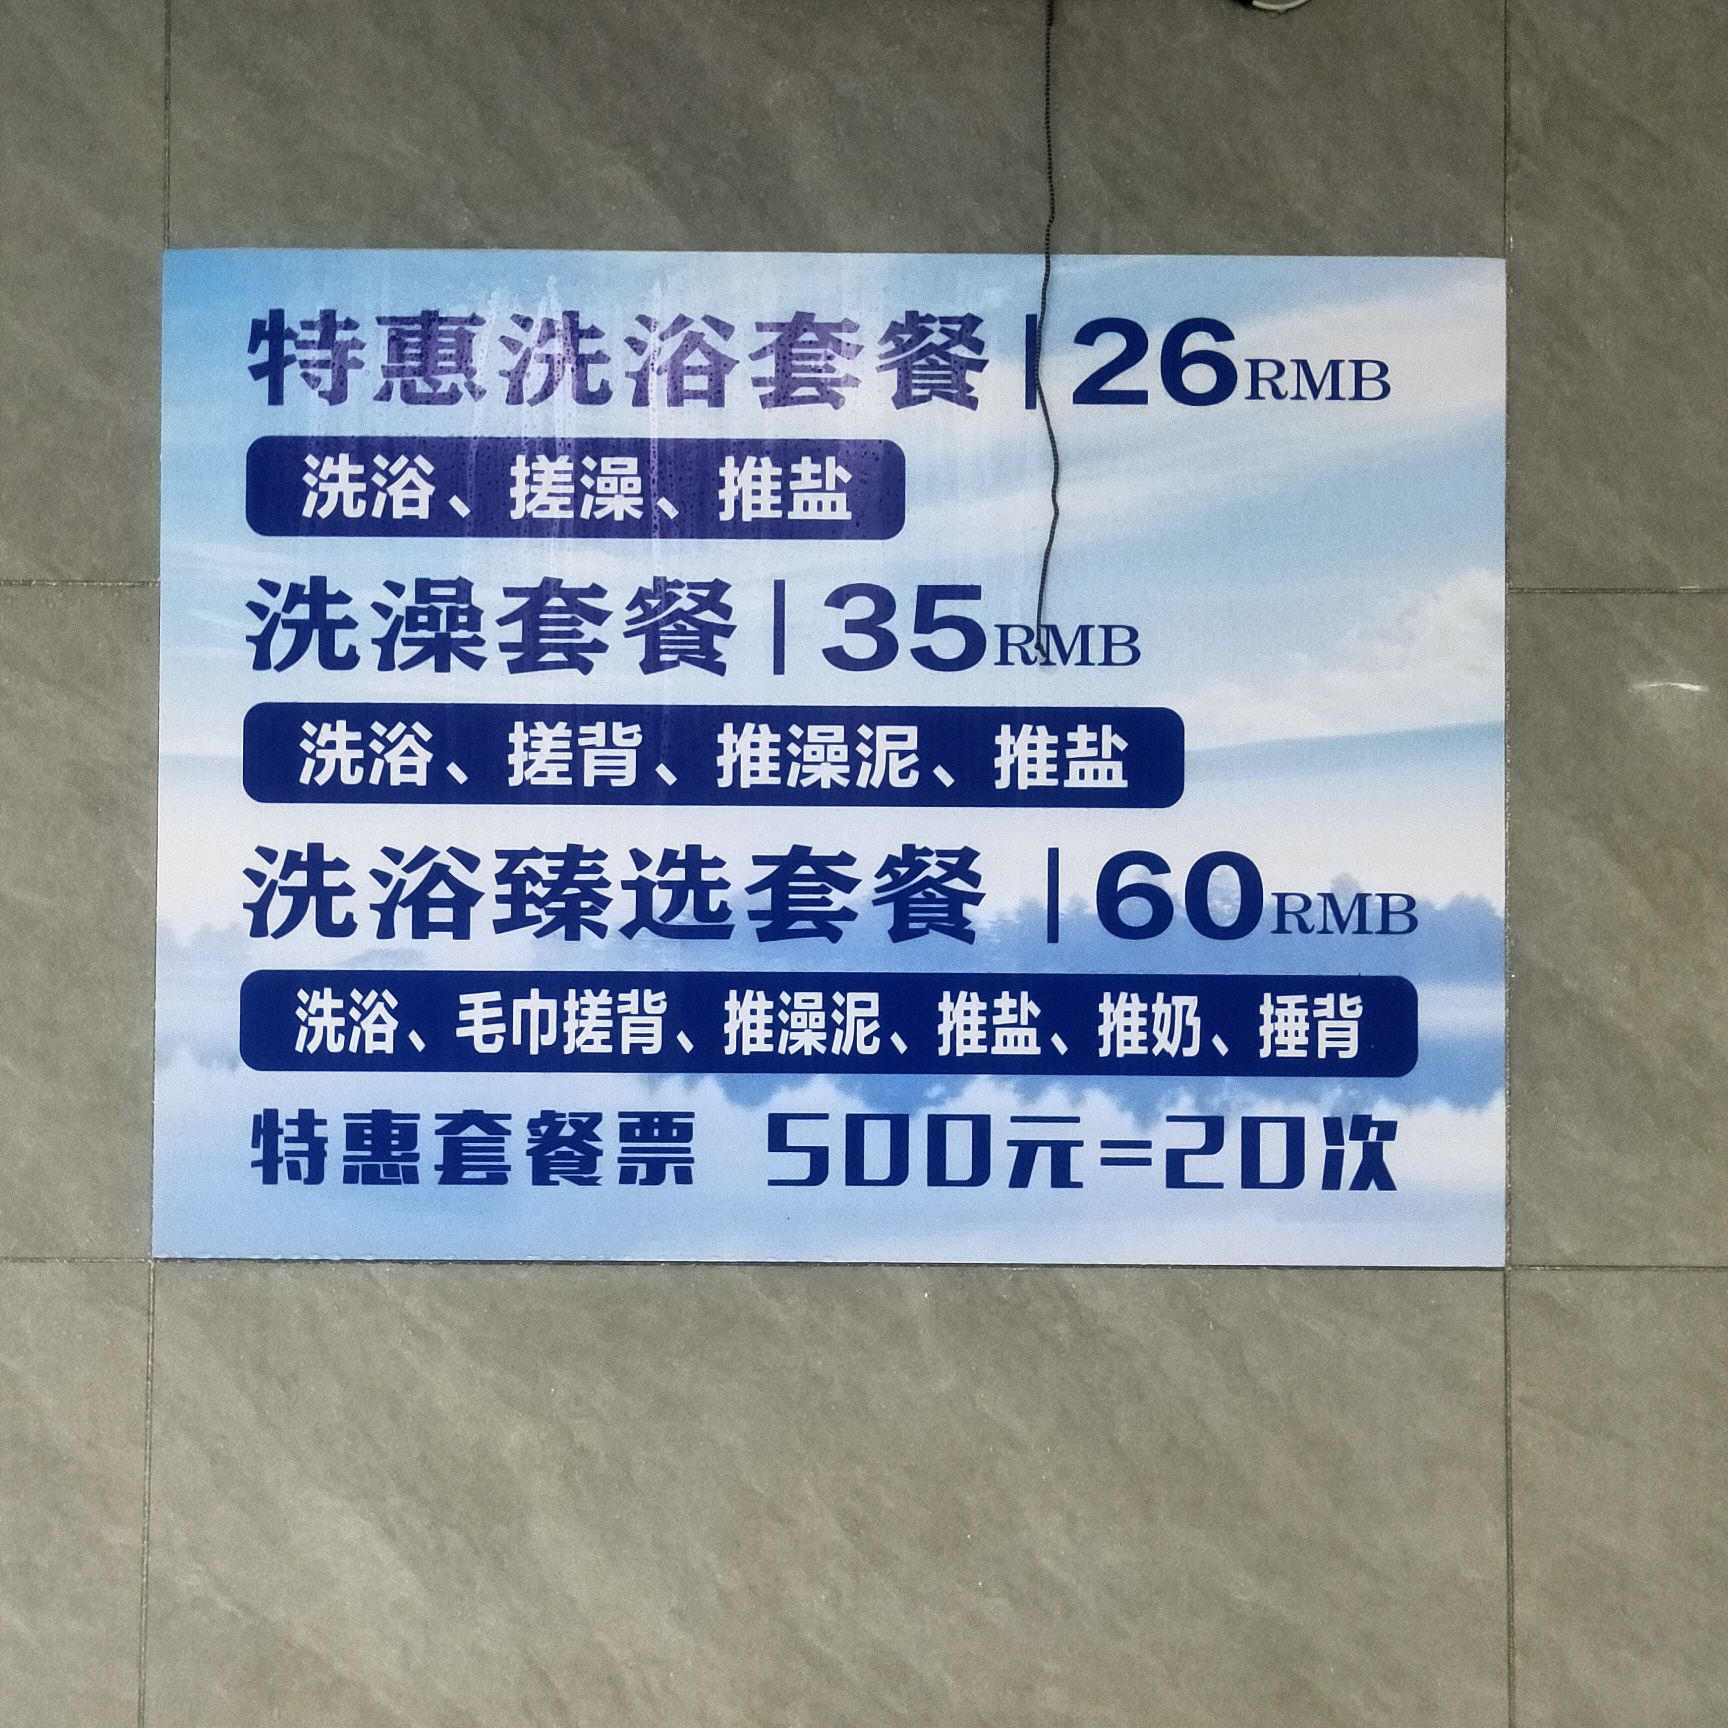 特惠洗浴套餐|26RMB
洗浴、搓澡、推盐
洗澡套餐|35RMB
洗浴、搓背、推澡泥、推盐
洗浴臻选套餐|60RMB
洗浴、毛巾搓背、推澡泥、推盐、推奶、捶背
特惠套餐票 500元=20次